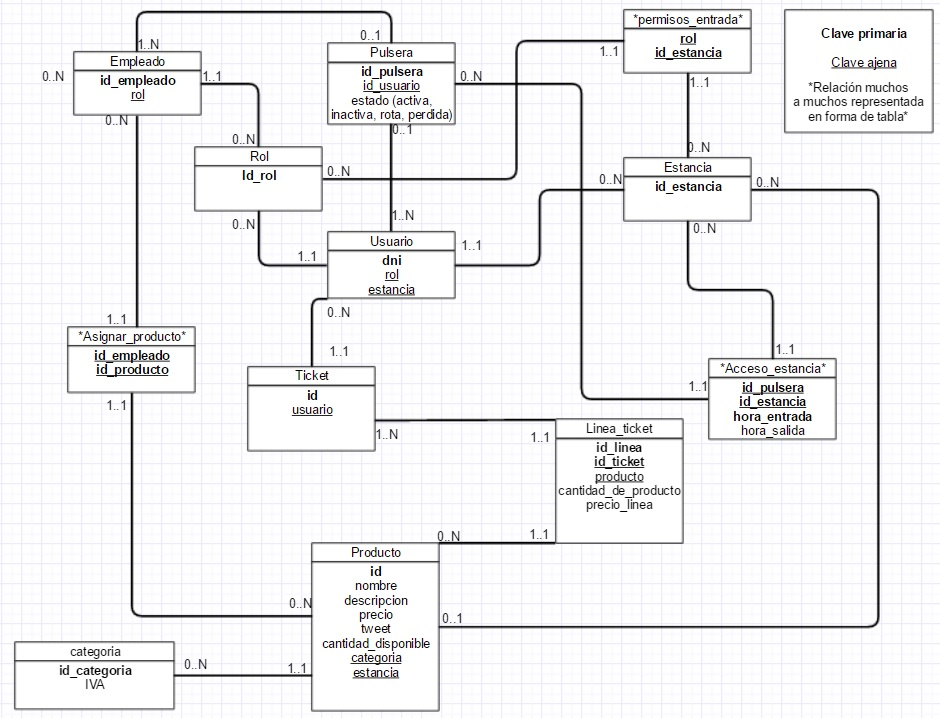 *permisos_entrada*
rol
id_estancia
Clave primaria
Clave ajena
*Relación muchos
a muchos representada
en forma de tabla*
1..N
0..1
0..N
1..1
Empleado
id_empleado
rol
1..1
0..N
0..N
Pulsera
id_pulsera
id_usuario
estado (activa,
inactiva, rota, perdida)
0..N
0..1
1..1
0..N
Rol
Id_rol
0..N
0..N
Estancia
id_estancia
0..N
0..N
0..N
1..N
1..1
1..1
Usuario
dni
rol
estancia
0..N
1..1
1..1
*Asignar_producto*
id_empleado
id_producto
1..1
Ticket
id
usuario
1..N
1..1
1..1
*Acceso_estancia*
id_pulsera
id_estancia
hora_entrada
hora_salida
1..1
Linea_ticket
id_linea
id_ticket
producto
cantidad_de_producto
precio_linea
1..1
0..N
Producto
id
nombre
descripcion
precio
tweet
cantidad_disponible
categoria
estancia
0..N
0..1
categoria
id_categoria
IVA
0..N
1..1